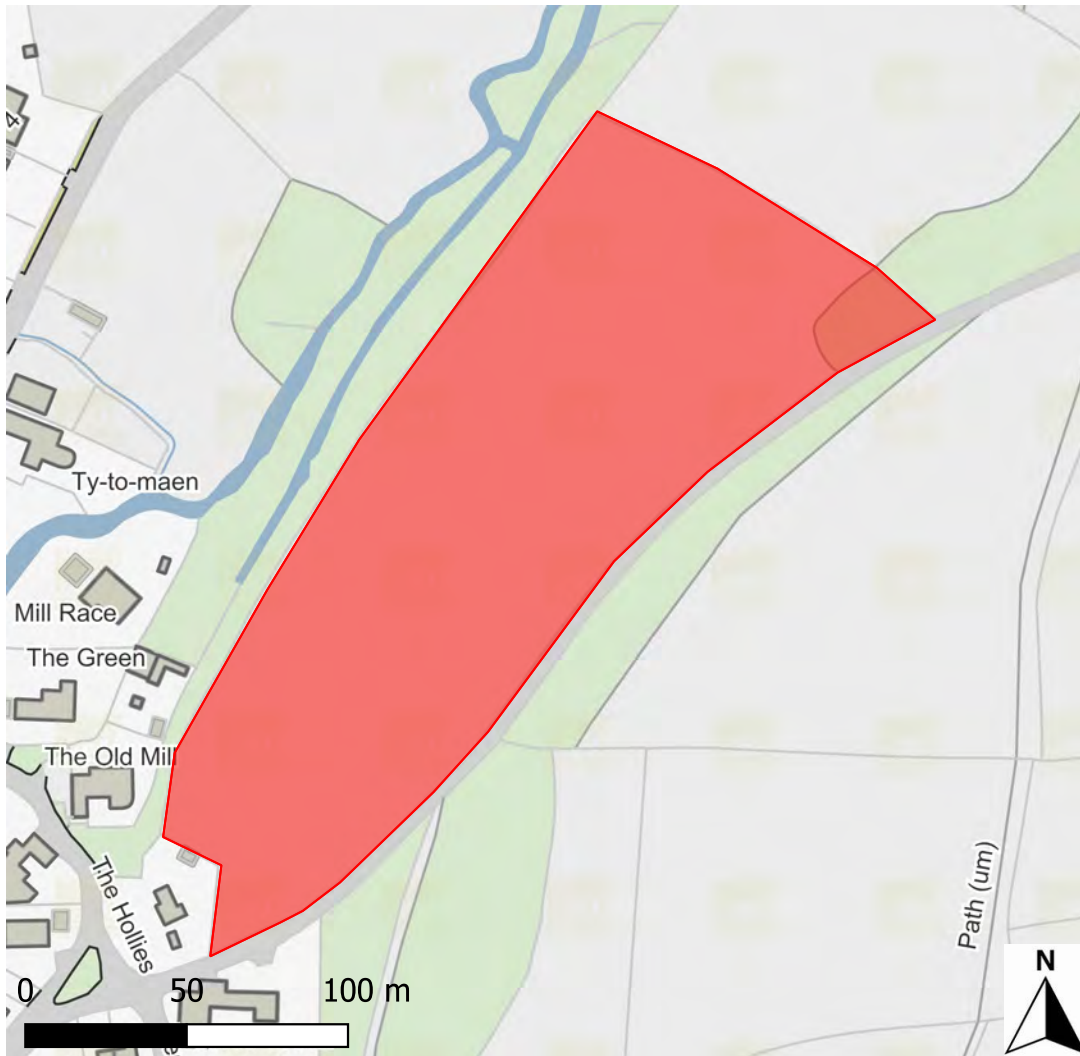 4
Ty-to-maen
Mill Race
The Green
The Old Mill
The Hollies
Path (um)
N
0 50 100 m